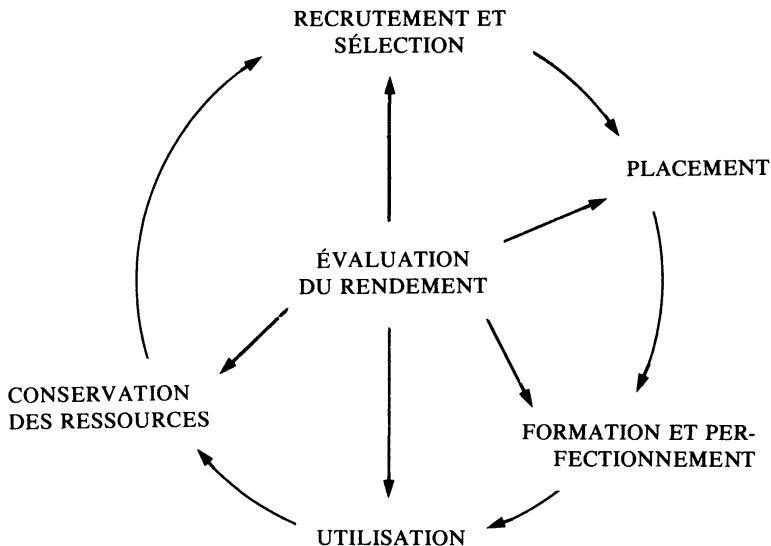 RECRUTEMENT ET
SÉLECTION
PLACEMENT
ÉVALUATION
DU RENDEMENT
CONSERVATION
DES RESSOURCES
FORMATION ET PER-
FECTIONNEMENT
UTILISATION